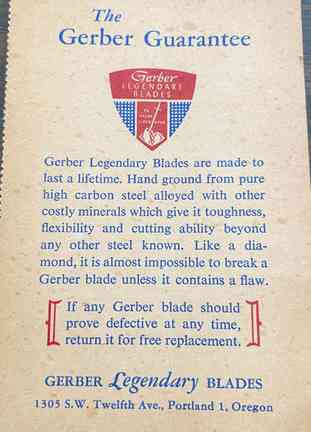 The
Gerber Guarantee
Gerber
LEGENDARY
BLADES
Gerber Legendary Blades are made to
last a lifetime. Hand ground from pure
high carbon steel alloyed with other
costly minerals which give it toughness,
flexibility and cutting ability beyond
any other steel known. Like a dia-
mond, it is almost impossible to break a
Gerber blade unless it contains a flaw.
If any Gerber blade should
prove defective at any time,
return it for free replacement.
GERBER Legendary BLADES
1305 S.W. Twelfth Ave., Portland 1, Oregon